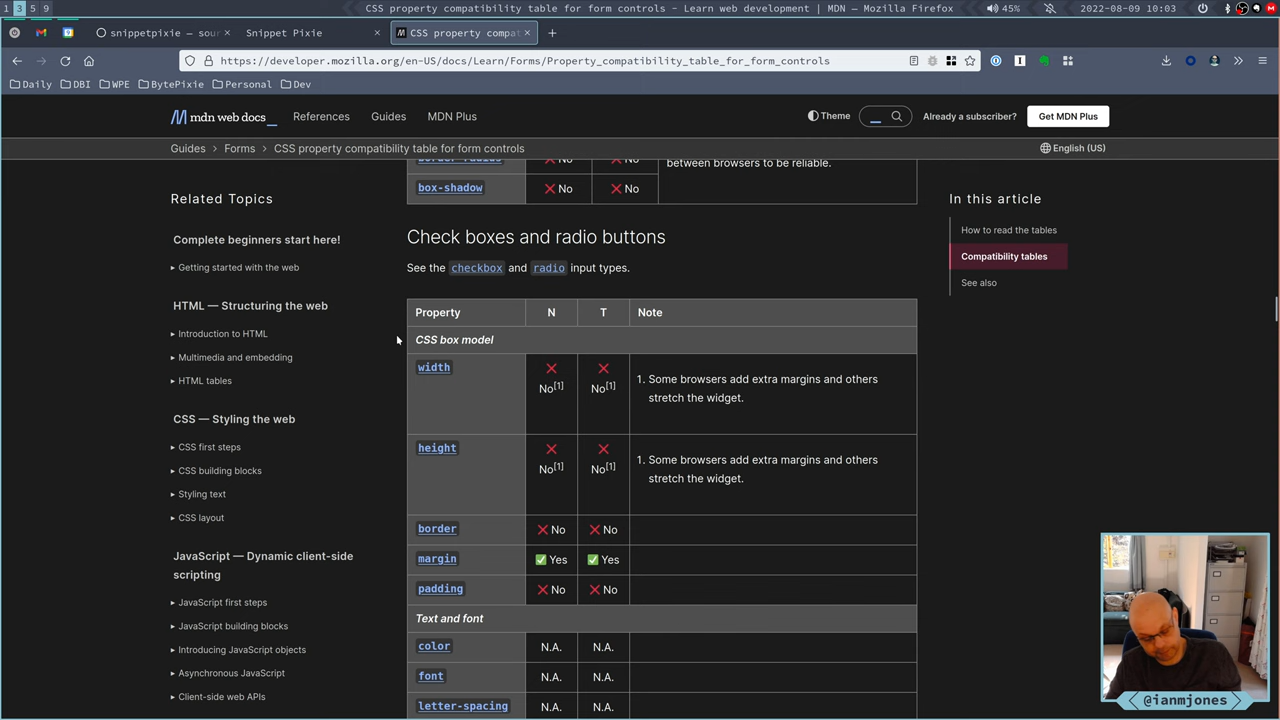 1 3 5 9
CSS property compatibility table for form controls - Learn web development | MDN — Mozilla Firefox
45%
2022-08-09 10:03
snippetpixie — sour
Snippet Pixie
CSS property compat
https://developer.mozilla.org/en-US/docs/Learn/Forms/Property_compatibility_table_for_form_controls
Daily
DBI
WPE
BytePixie
Personal
Dev
mdn web docs_
References
Guides
MDN Plus
Theme
Already a subscriber?
Get MDN Plus
Guides
Forms
CSS property compatibility table for form controls
English (US)
Related Topics
Complete beginners start here!
Getting started with the web
HTML — Structuring the web
Introduction to HTML
Multimedia and embedding
HTML tables
CSS — Styling the web
CSS first steps
CSS building blocks
Styling text
CSS layout
JavaScript — Dynamic client-side
scripting
JavaScript first steps
JavaScript building blocks
Introducing JavaScript objects
Asynchronous JavaScript
Client-side web APIs
border-radius ❌ No ❌ No between browsers to be reliable.
box-shadow ❌ No ❌ No
Check boxes and radio buttons
See the checkbox and radio input types.
Property N T Note
CSS box model
width ❌ No[1] ❌ No[1] 1. Some browsers add extra margins and others
stretch the widget.
height ❌ No[1] ❌ No[1] 1. Some browsers add extra margins and others
stretch the widget.
border ❌ No ❌ No
margin ✅ Yes ✅ Yes
padding ❌ No ❌ No
Text and font
color N.A. N.A.
font N.A. N.A.
letter-spacing N.A. N.A.
In this article
How to read the tables
Compatibility tables
See also
@ianmjones